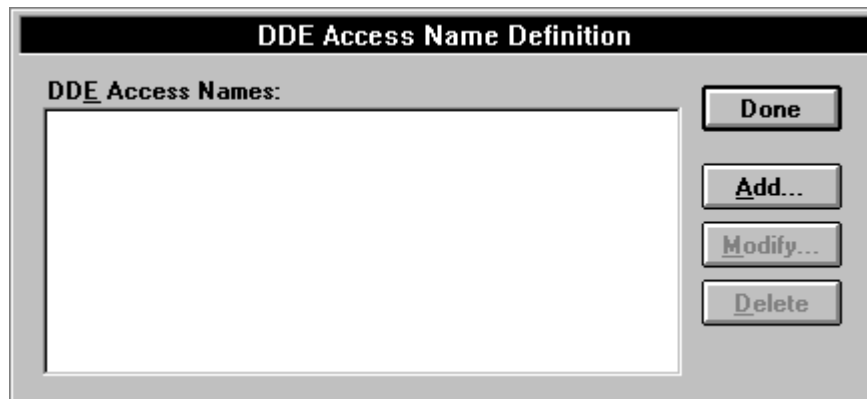 DDE Access Name Definition
DDE Access Names:
Done
Add...
Modify...
Delete